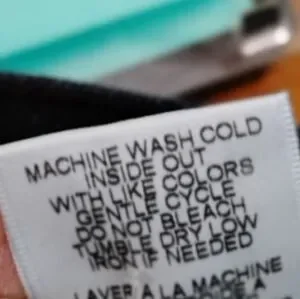 MACHINE WASH COLD
INSIDE OUT
WITH LIKE COLORS
GENTLE CYCLE
DO NOT BLEACH
TUMBLE DRY LOW
IRON IF NEEDED
LAVER A LA MACHINE